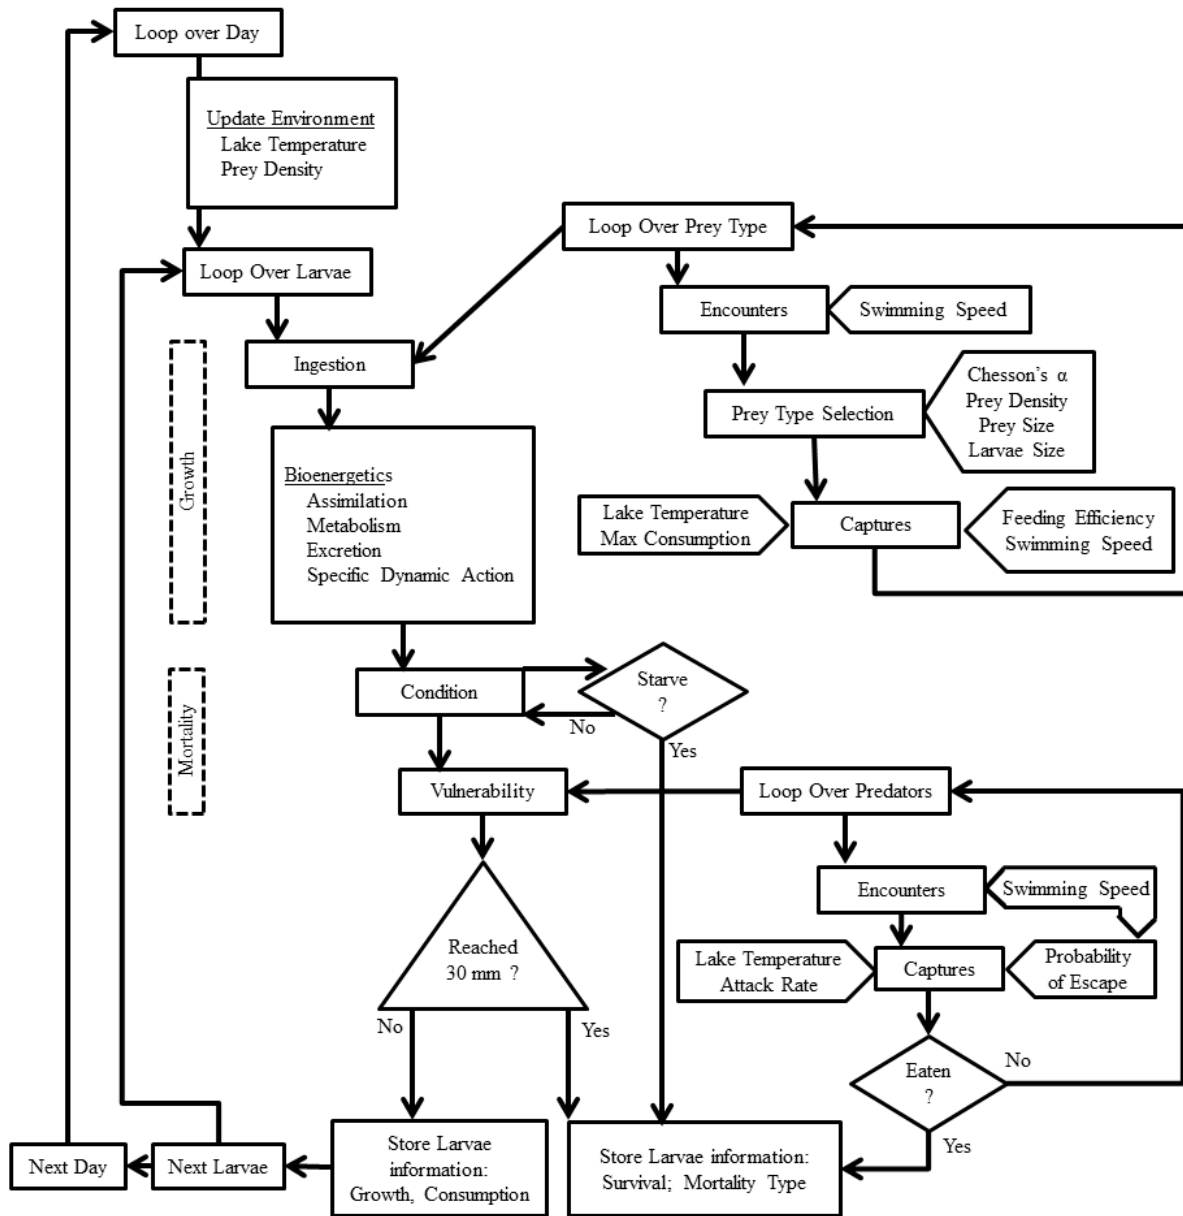 Loop over Day
Update Environment
Lake Temperature
Prey Density
Loop Over Larvae
Ingestion
Growth
Bioenergetics
Assimilation
Metabolism
Excretion
Specific Dynamic Action
Loop Over Prey Type
Encounters
Swimming Speed
Prey Type Selection
Chesson's α
Prey Density
Prey Size
Larvae Size
Lake Temperature
Max Consumption
Captures
Feeding Efficiency
Swimming Speed
Mortality
Condition
Starve
?
No
Yes
Vulnerability
Loop Over Predators
Encounters
Swimming Speed
Lake Temperature
Attack Rate
Captures
Probability
of Escape
Reached
30 mm ?
No
Yes
Eaten
?
No
Yes
Next Day
Next Larvae
Store Larvae
information:
Growth, Consumption
Store Larvae information:
Survival; Mortality Type